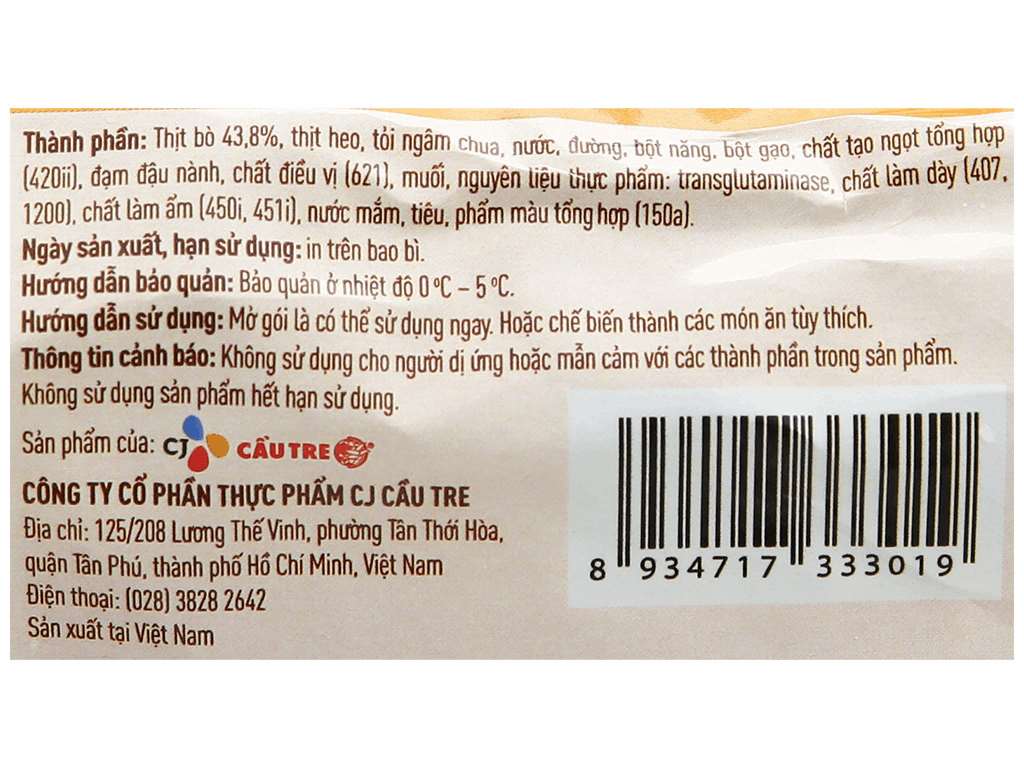 Thành phần: Thịt bò 43,8%, thịt heo, tỏi ngâm chua, nước, đường, bột năng, bột gạo, chất tạo ngọt tổng hợp
(420ii), đạm đậu nành, chất điều vị (621), muối, nguyên liệu thực phẩm: transglutaminase, chất làm dày (407,
1200), chất làm ẩm (450i, 451i), nước mắm, tiêu, phẩm màu tổng hợp (150a).
Ngày sản xuất, hạn sử dụng: in trên bao bì.
Hướng dẫn bảo quản: Bảo quản ở nhiệt độ 0 ºC – 5 ºC.
Hướng dẫn sử dụng: Mở gói là có thể sử dụng ngay. Hoặc chế biến thành các món ăn tùy thích.
Thông tin cảnh báo: Không sử dụng cho người dị ứng hoặc mẫn cảm với các thành phần trong sản phẩm.
Không sử dụng sản phẩm hết hạn sử dụng.
Sản phẩm của: CJ CẦU TRE
CÔNG TY CỔ PHẦN THỰC PHẨM CJ CẦU TRE
Địa chỉ: 125/208 Lương Thế Vinh, phường Tân Thới Hòa,
quận Tân Phú, thành phố Hồ Chí Minh, Việt Nam
Điện thoại: (028) 3828 2642
Sản xuất tại Việt Nam
8 934717 333019